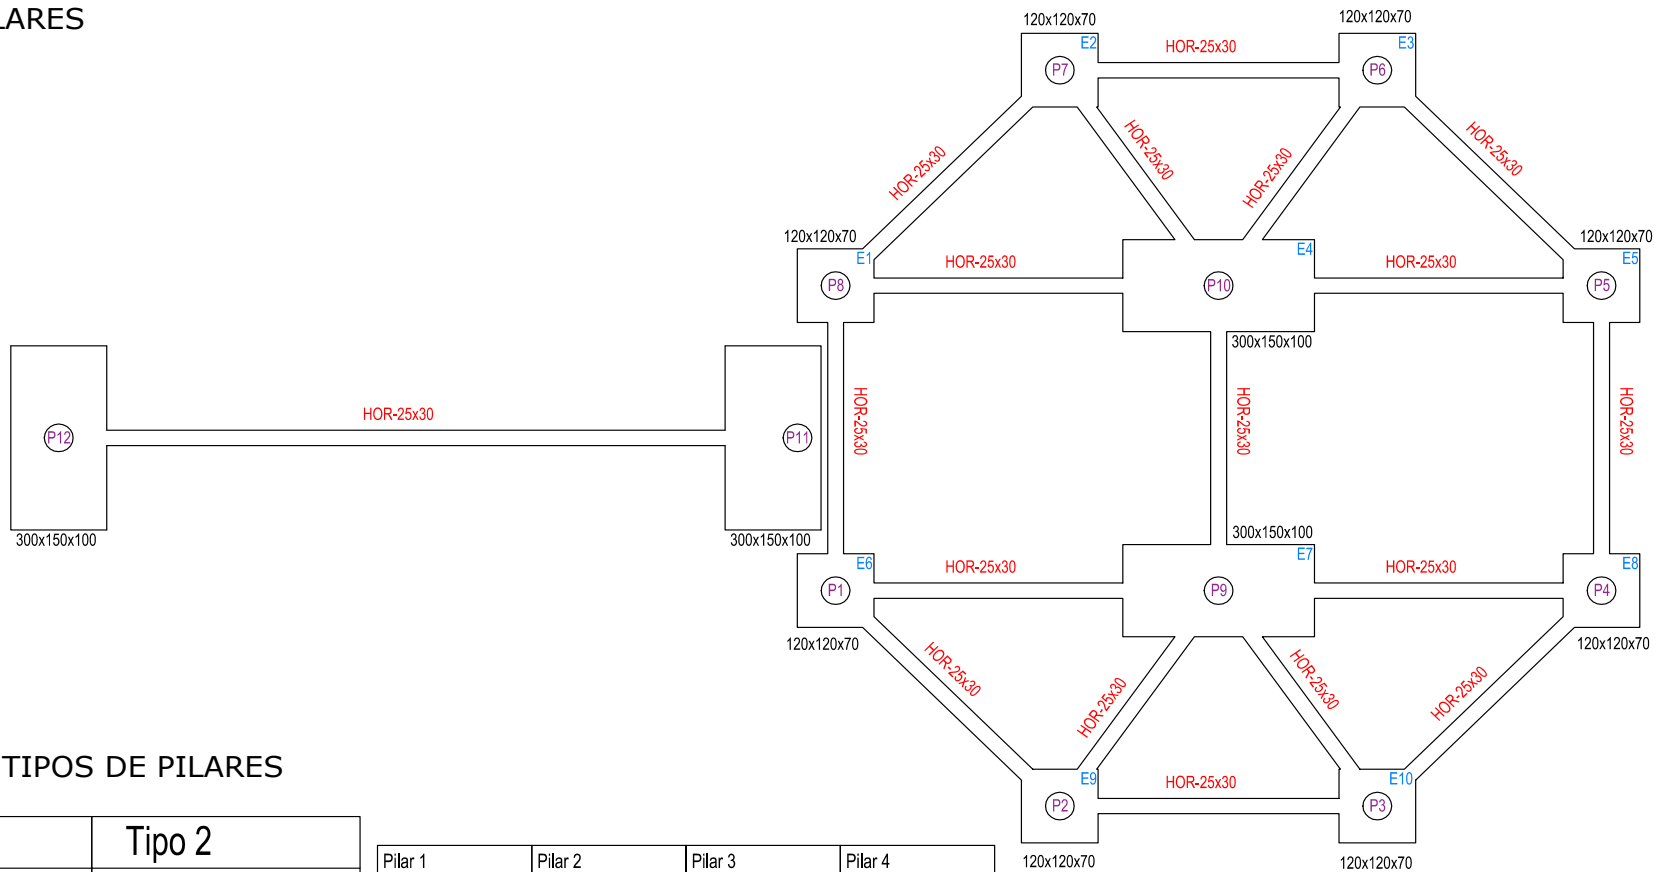 LARES
120x120x70
120x120x70
E2
HOR-25x30
E3
P7
P6
HOR-25x30
HOR-25x30
HOR-25x30
HOR-25x30
120x120x70
120x120x70
E1
HOR-25x30
E4
HOR-25x30
E5
P8
P10
P5
300x150x100
HOR-25x30
HOR-25x30
HOR-25x30
HOR-25x30
P12
P11
300x150x100
300x150x100
300x150x100
E6
HOR-25x30
E7
HOR-25x30
E8
P1
P9
P4
120x120x70
120x120x70
HOR-25x30
HOR-25x30
HOR-25x30
HOR-25x30
TIPOS DE PILARES
E9
HOR-25x30
E10
P2
P3
Tipo 2
Pilar 1
Pilar 2
Pilar 3
Pilar 4
120x120x70
120x120x70